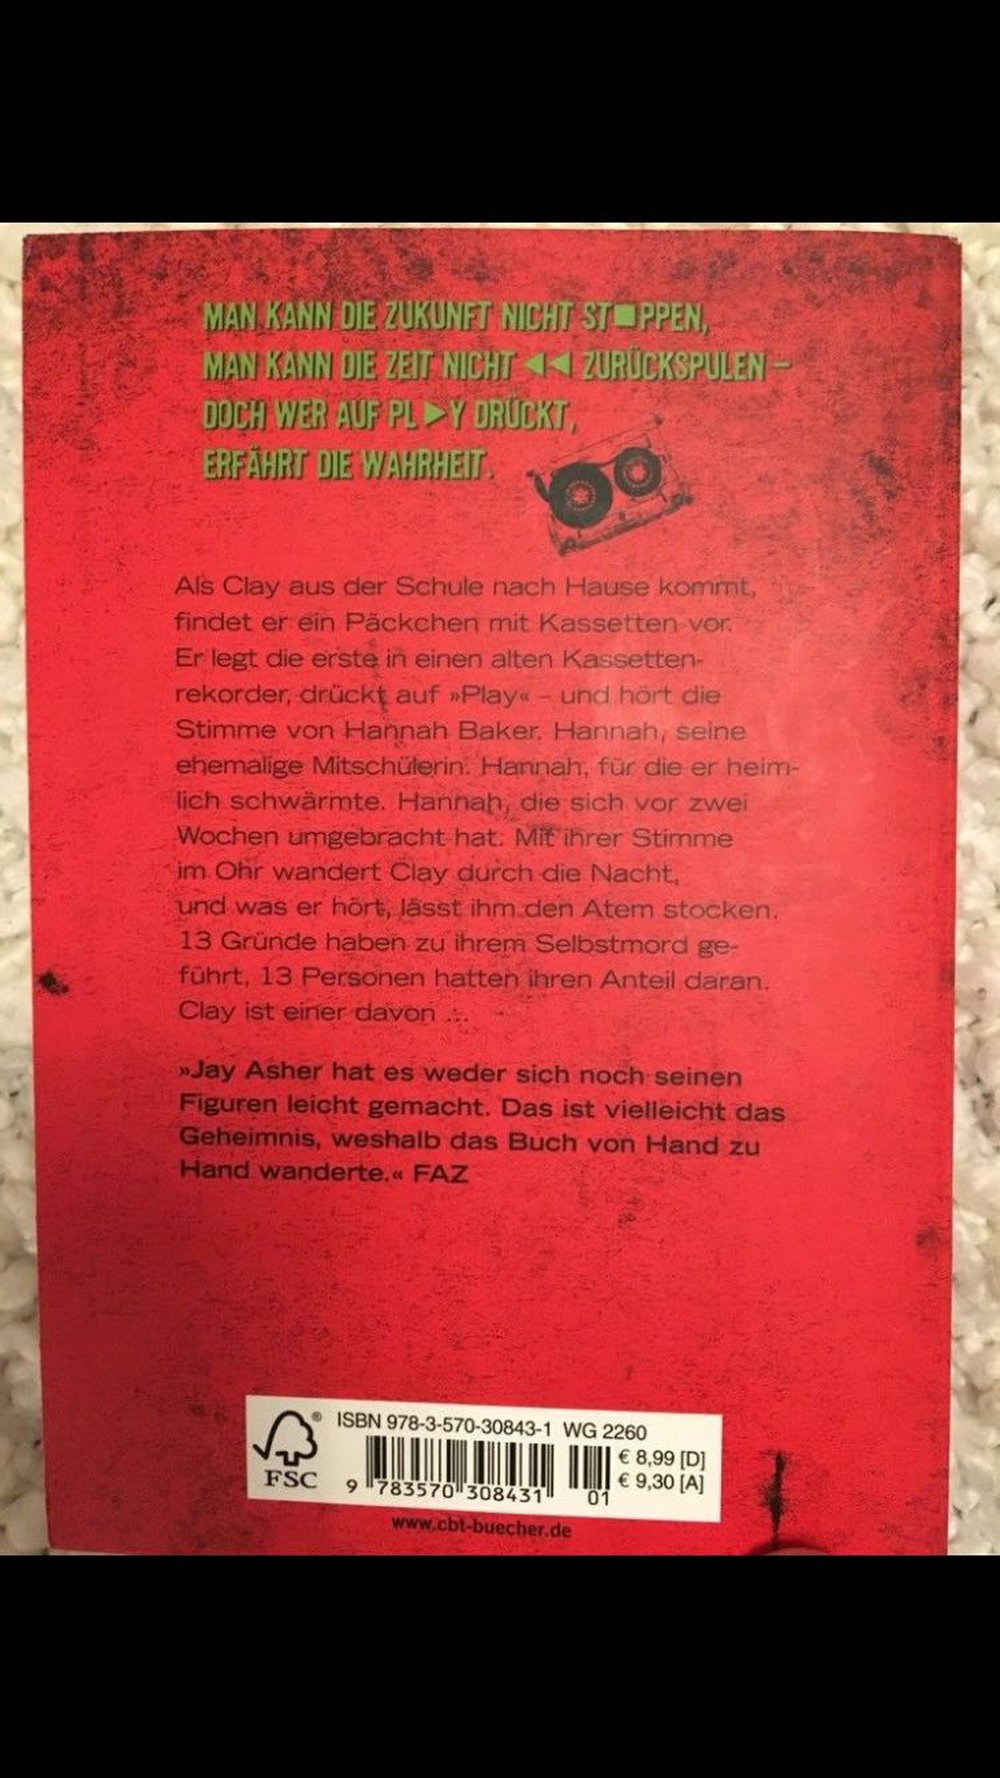 MAN KANN DIE ZUKUNFT NICHT ST■PPEN,
MAN KANN DIE ZEIT NICHT ◀◀ ZURÜCKSPULEN –
DOCH WER AUF PL▶Y DRÜCKT,
ERFÄHRT DIE WAHRHEIT.
Als Clay aus der Schule nach Hause kommt,
findet er ein Päckchen mit Kassetten vor.
Er legt die erste in einen alten Kassetten-
rekorder, drückt auf »Play« – und hört die
Stimme von Hannah Baker. Hannah, seine
ehemalige Mitschülerin. Hannah, für die er heim-
lich schwärmte. Hannah, die sich vor zwei
Wochen umgebracht hat. Mit ihrer Stimme
im Ohr wandert Clay durch die Nacht,
und was er hört, lässt ihm den Atem stocken.
13 Gründe haben zu ihrem Selbstmord ge-
führt, 13 Personen hatten ihren Anteil daran.
Clay ist einer davon ...
»Jay Asher hat es weder sich noch seinen
Figuren leicht gemacht. Das ist vielleicht das
Geheimnis, weshalb das Buch von Hand zu
Hand wanderte.« FAZ
ISBN 978-3-570-30843-1 WG 2260
€ 8,99 [D]
€ 9,30 [A]
FSC
®
9 783570 308431
01
www.cbt-buecher.de